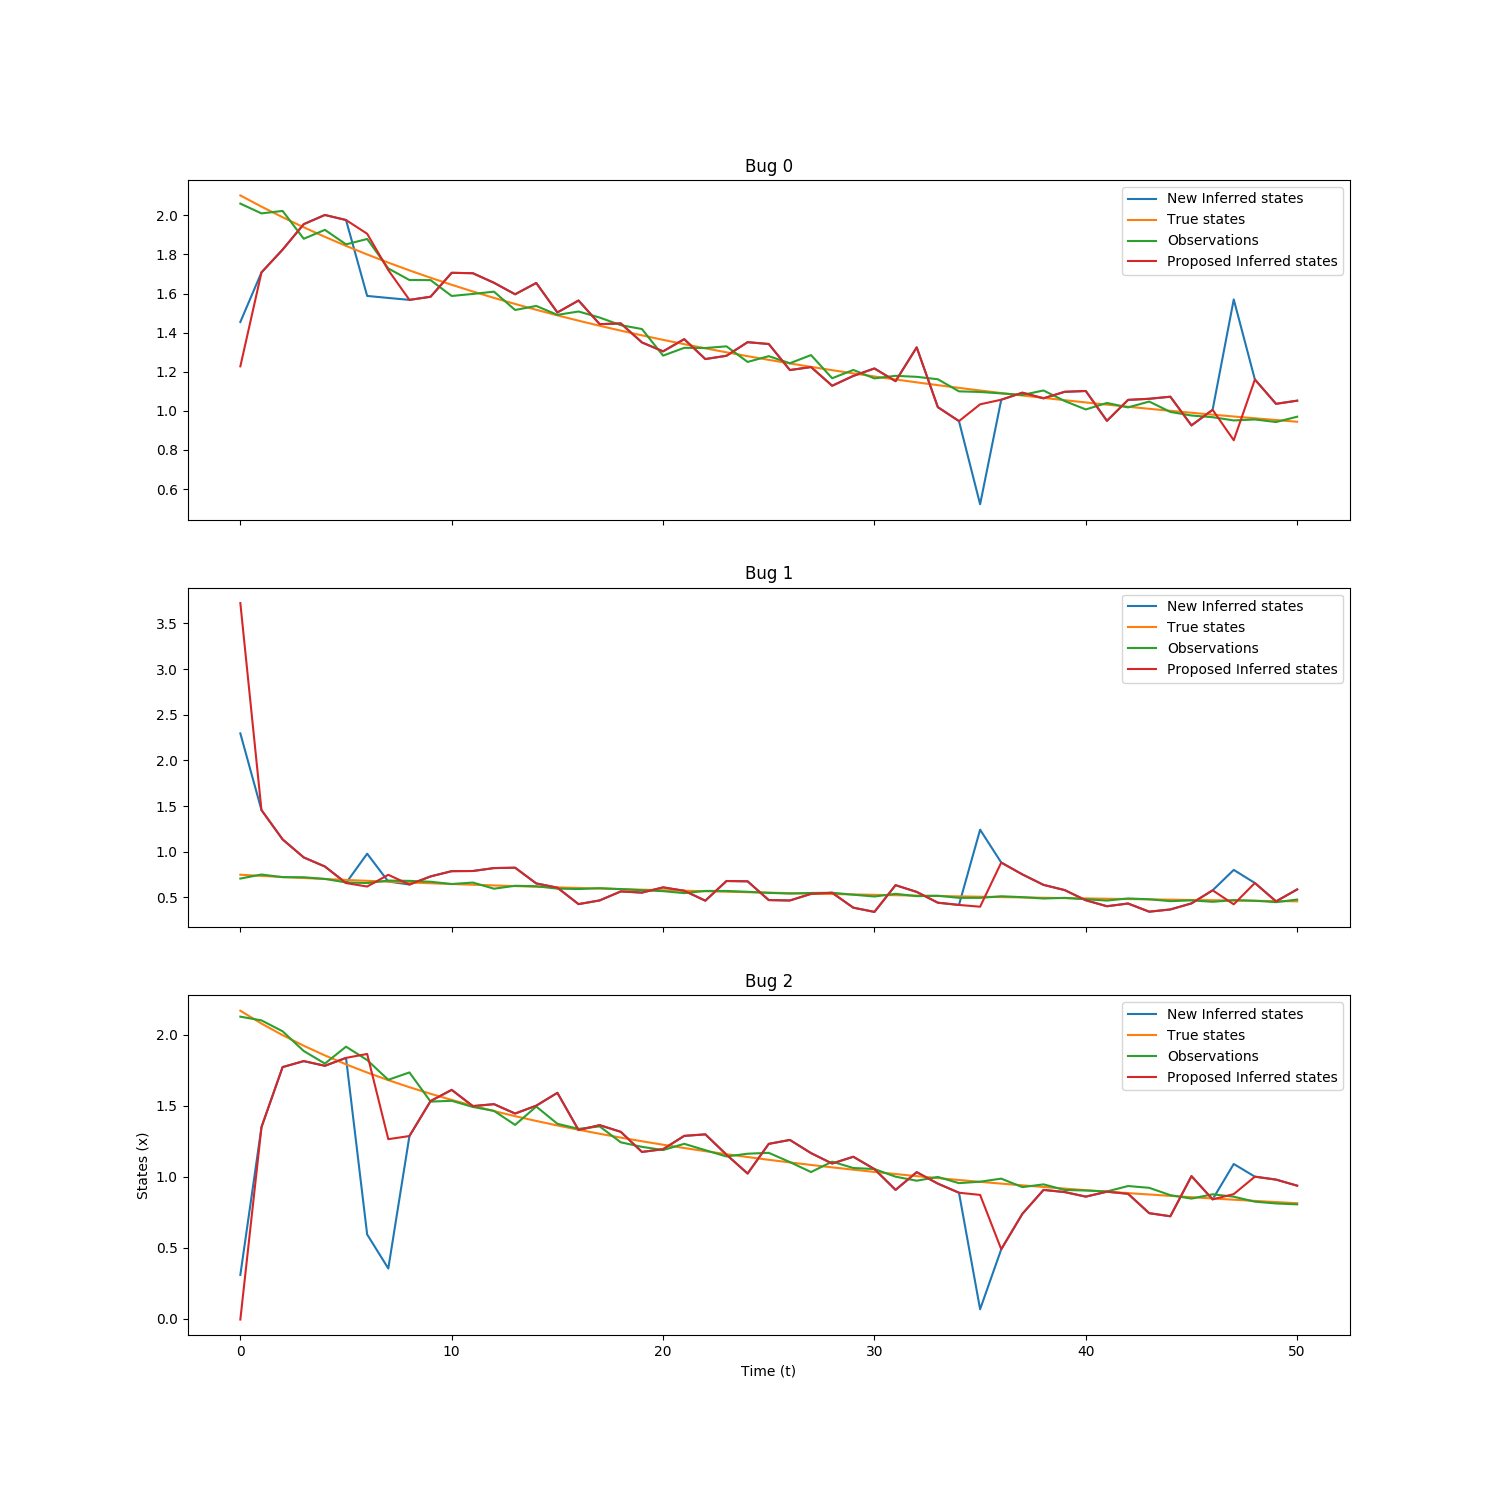 Bug 0
New Inferred states
True states
Observations
Proposed Inferred states
2.0
1.8
1.6
1.4
1.2
1.0
0.8
0.6
Bug 1
New Inferred states
True states
Observations
Proposed Inferred states
3.5
3.0
2.5
2.0
1.5
1.0
0.5
Bug 2
New Inferred states
True states
Observations
Proposed Inferred states
2.0
1.5
1.0
0.5
0.0
States (x)
0 10 20 30 40 50
Time (t)